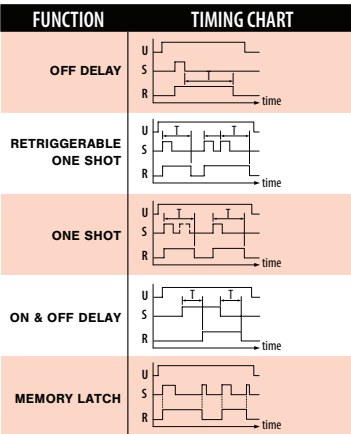 FUNCTION TIMING CHART
OFF DELAY
U
S
T
R
time
RETRIGGERABLE
ONE SHOT
U
T T
S
R
time
ONE SHOT
U
T T
S
R
time
ON & OFF DELAY
U
T T
S
R
time
MEMORY LATCH
U
S
R
time